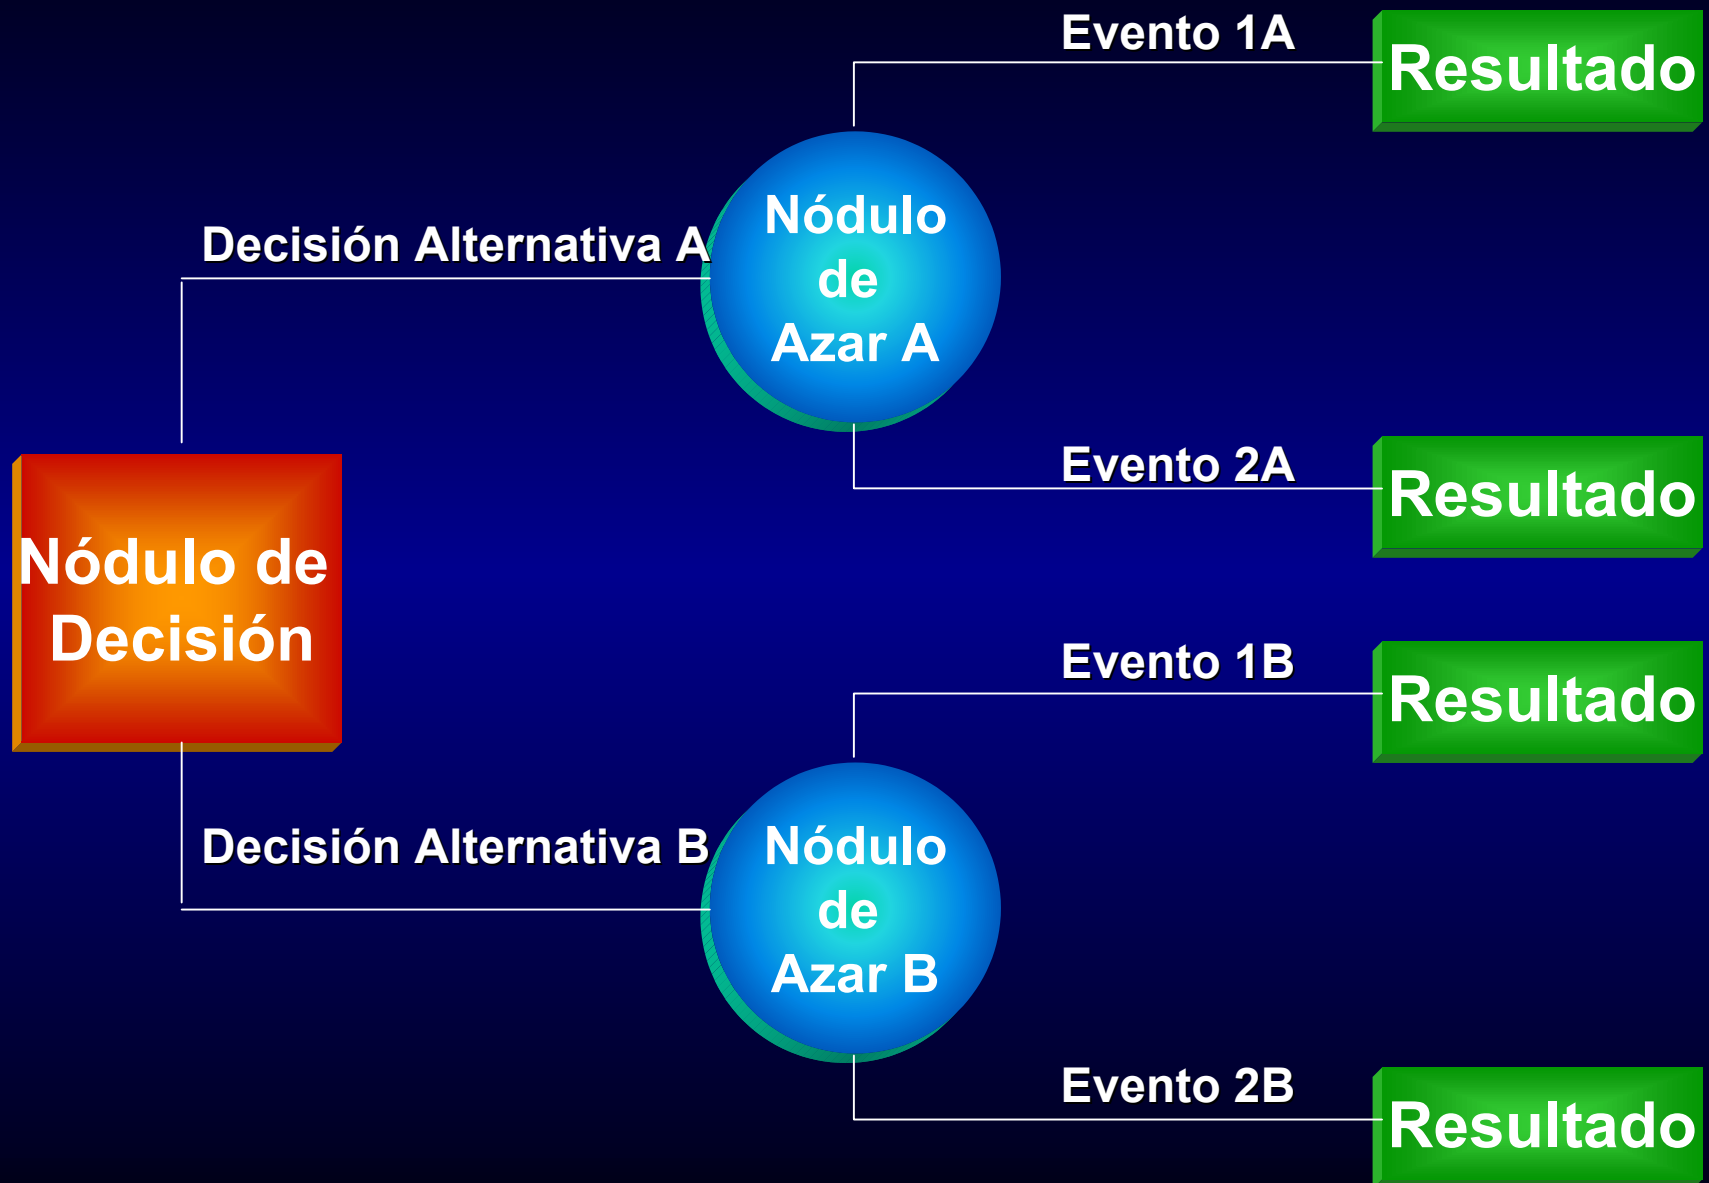 Evento 1A
Resultado
Decisión Alternativa A
Nódulo
de
Azar A
Evento 2A
Resultado
Nódulo de
Decisión
Evento 1B
Resultado
Decisión Alternativa B
Nódulo
de
Azar B
Evento 2B
Resultado